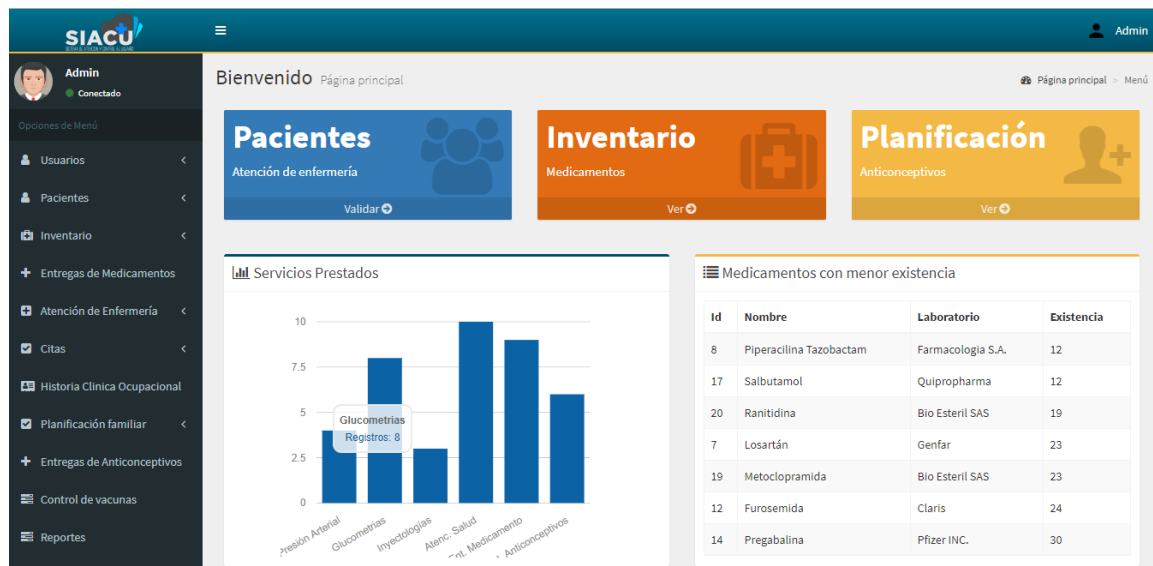 SIACU
Admin
Admin
Conectado
Bienvenido Página principal
Página principal > Menú
Opciones de Menú
Usuarios
Pacientes
Inventario
Entregas de Medicamentos
Atención de Enfermería
Citas
Historia Clinica Ocupacional
Planificación familiar
Entregas de Anticonceptivos
Control de vacunas
Reportes
Pacientes
Atención de enfermería
Validar
Inventario
Medicamentos
Ver
Planificación
Anticonceptivos
Ver
Servicios Prestados
10
7.5
5
2.5
0
Glucometrias
Registros: 8
Presión Arterial
Glucometrias
Inyectologias
Atenc. Salud
Ent. Medicamento
. Anticonceptivos
Medicamentos con menor existencia
Id Nombre Laboratorio Existencia
8 Piperacilina Tazobactam Farmacologia S.A. 12
17 Salbutamol Quipropharma 12
20 Ranitidina Bio Esteril SAS 19
7 Losartán Genfar 23
19 Metoclopramida Bio Esteril SAS 23
12 Furosemida Claris 24
14 Pregabalina Pfizer INC. 30